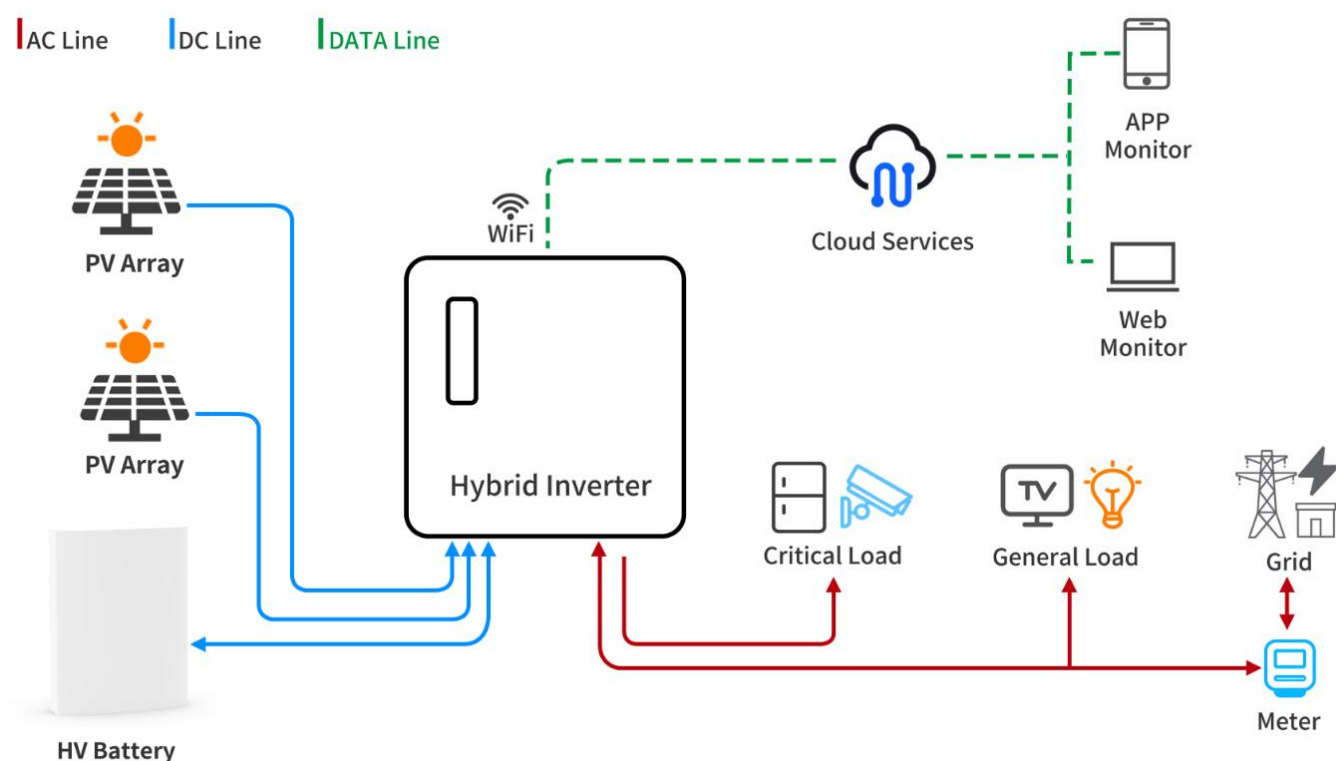 AC Line
DC Line
DATA Line
APP
Monitor
PV Array
WiFi
Cloud Services
Web
Monitor
PV Array
Hybrid Inverter
TV
Critical Load
General Load
Grid
Meter
HV Battery